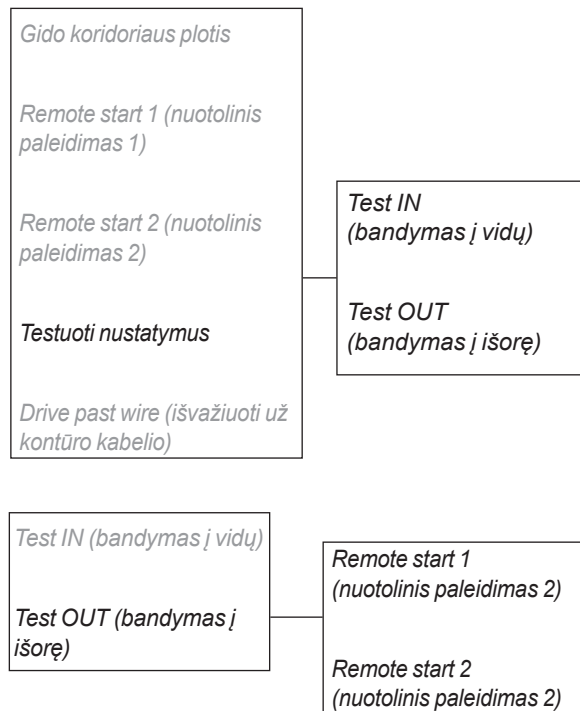 Gido koridoriaus plotis
Remote start 1 (nuotolinis
paleidimas 1)
Remote start 2 (nuotolinis
paleidimas 2)
Testuoti nustatymus
Drive past wire (išvažiuoti už
kontūro kabelio)
Test IN
(bandymas į vidų)
Test OUT
(bandymas į išorę)
Test IN (bandymas į vidų)
Test OUT (bandymas į
išorę)
Remote start 1
(nuotolinis paleidimas 2)
Remote start 2
(nuotolinis paleidimas 2)